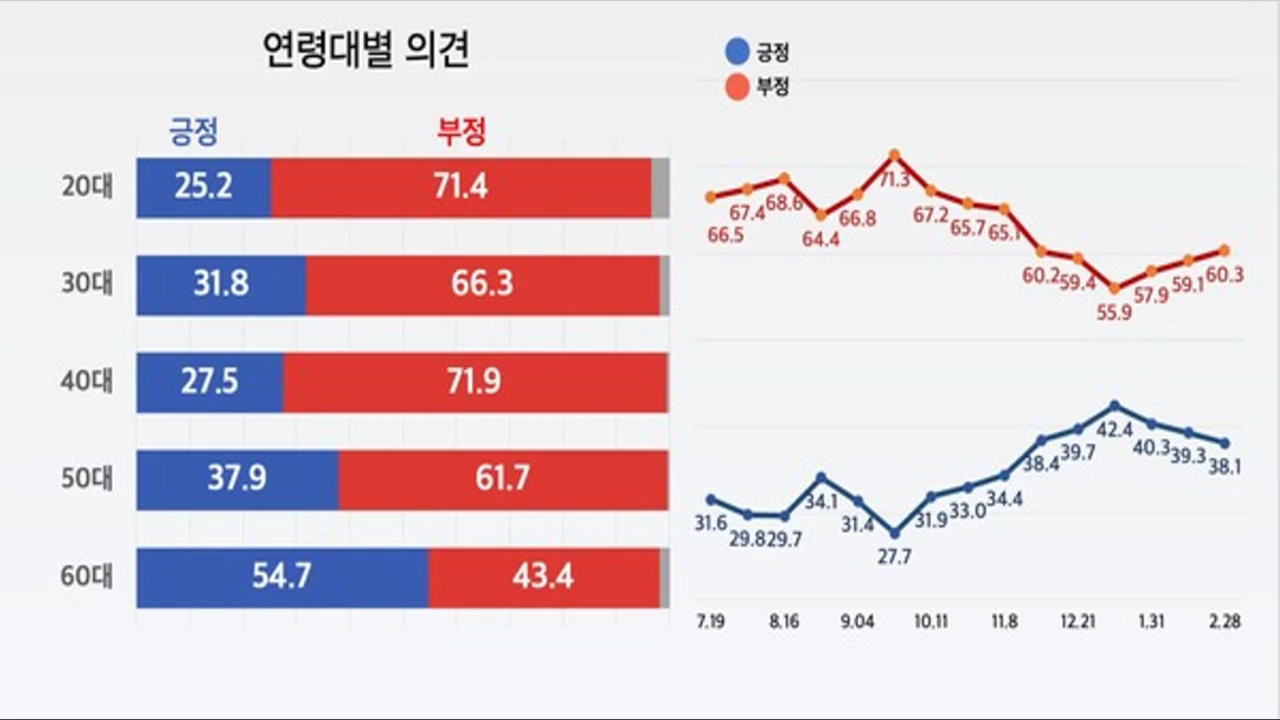 연령대별 의견
긍정 부정
20대 25.2 71.4
30대 31.8 66.3
40대 27.5 71.9
50대 37.9 61.7
60대 54.7 43.4
긍정
부정
66.5 67.4 68.6 64.4 66.8 71.3 67.2 65.7 65.1 60.2 59.4 55.9 57.9 59.1 60.3
31.6 29.8 29.7 34.1 31.4 27.7 31.9 33.0 34.4 38.4 39.7 42.4 40.3 39.3 38.1
7.19 8.16 9.04 10.11 11.8 12.21 1.31 2.28